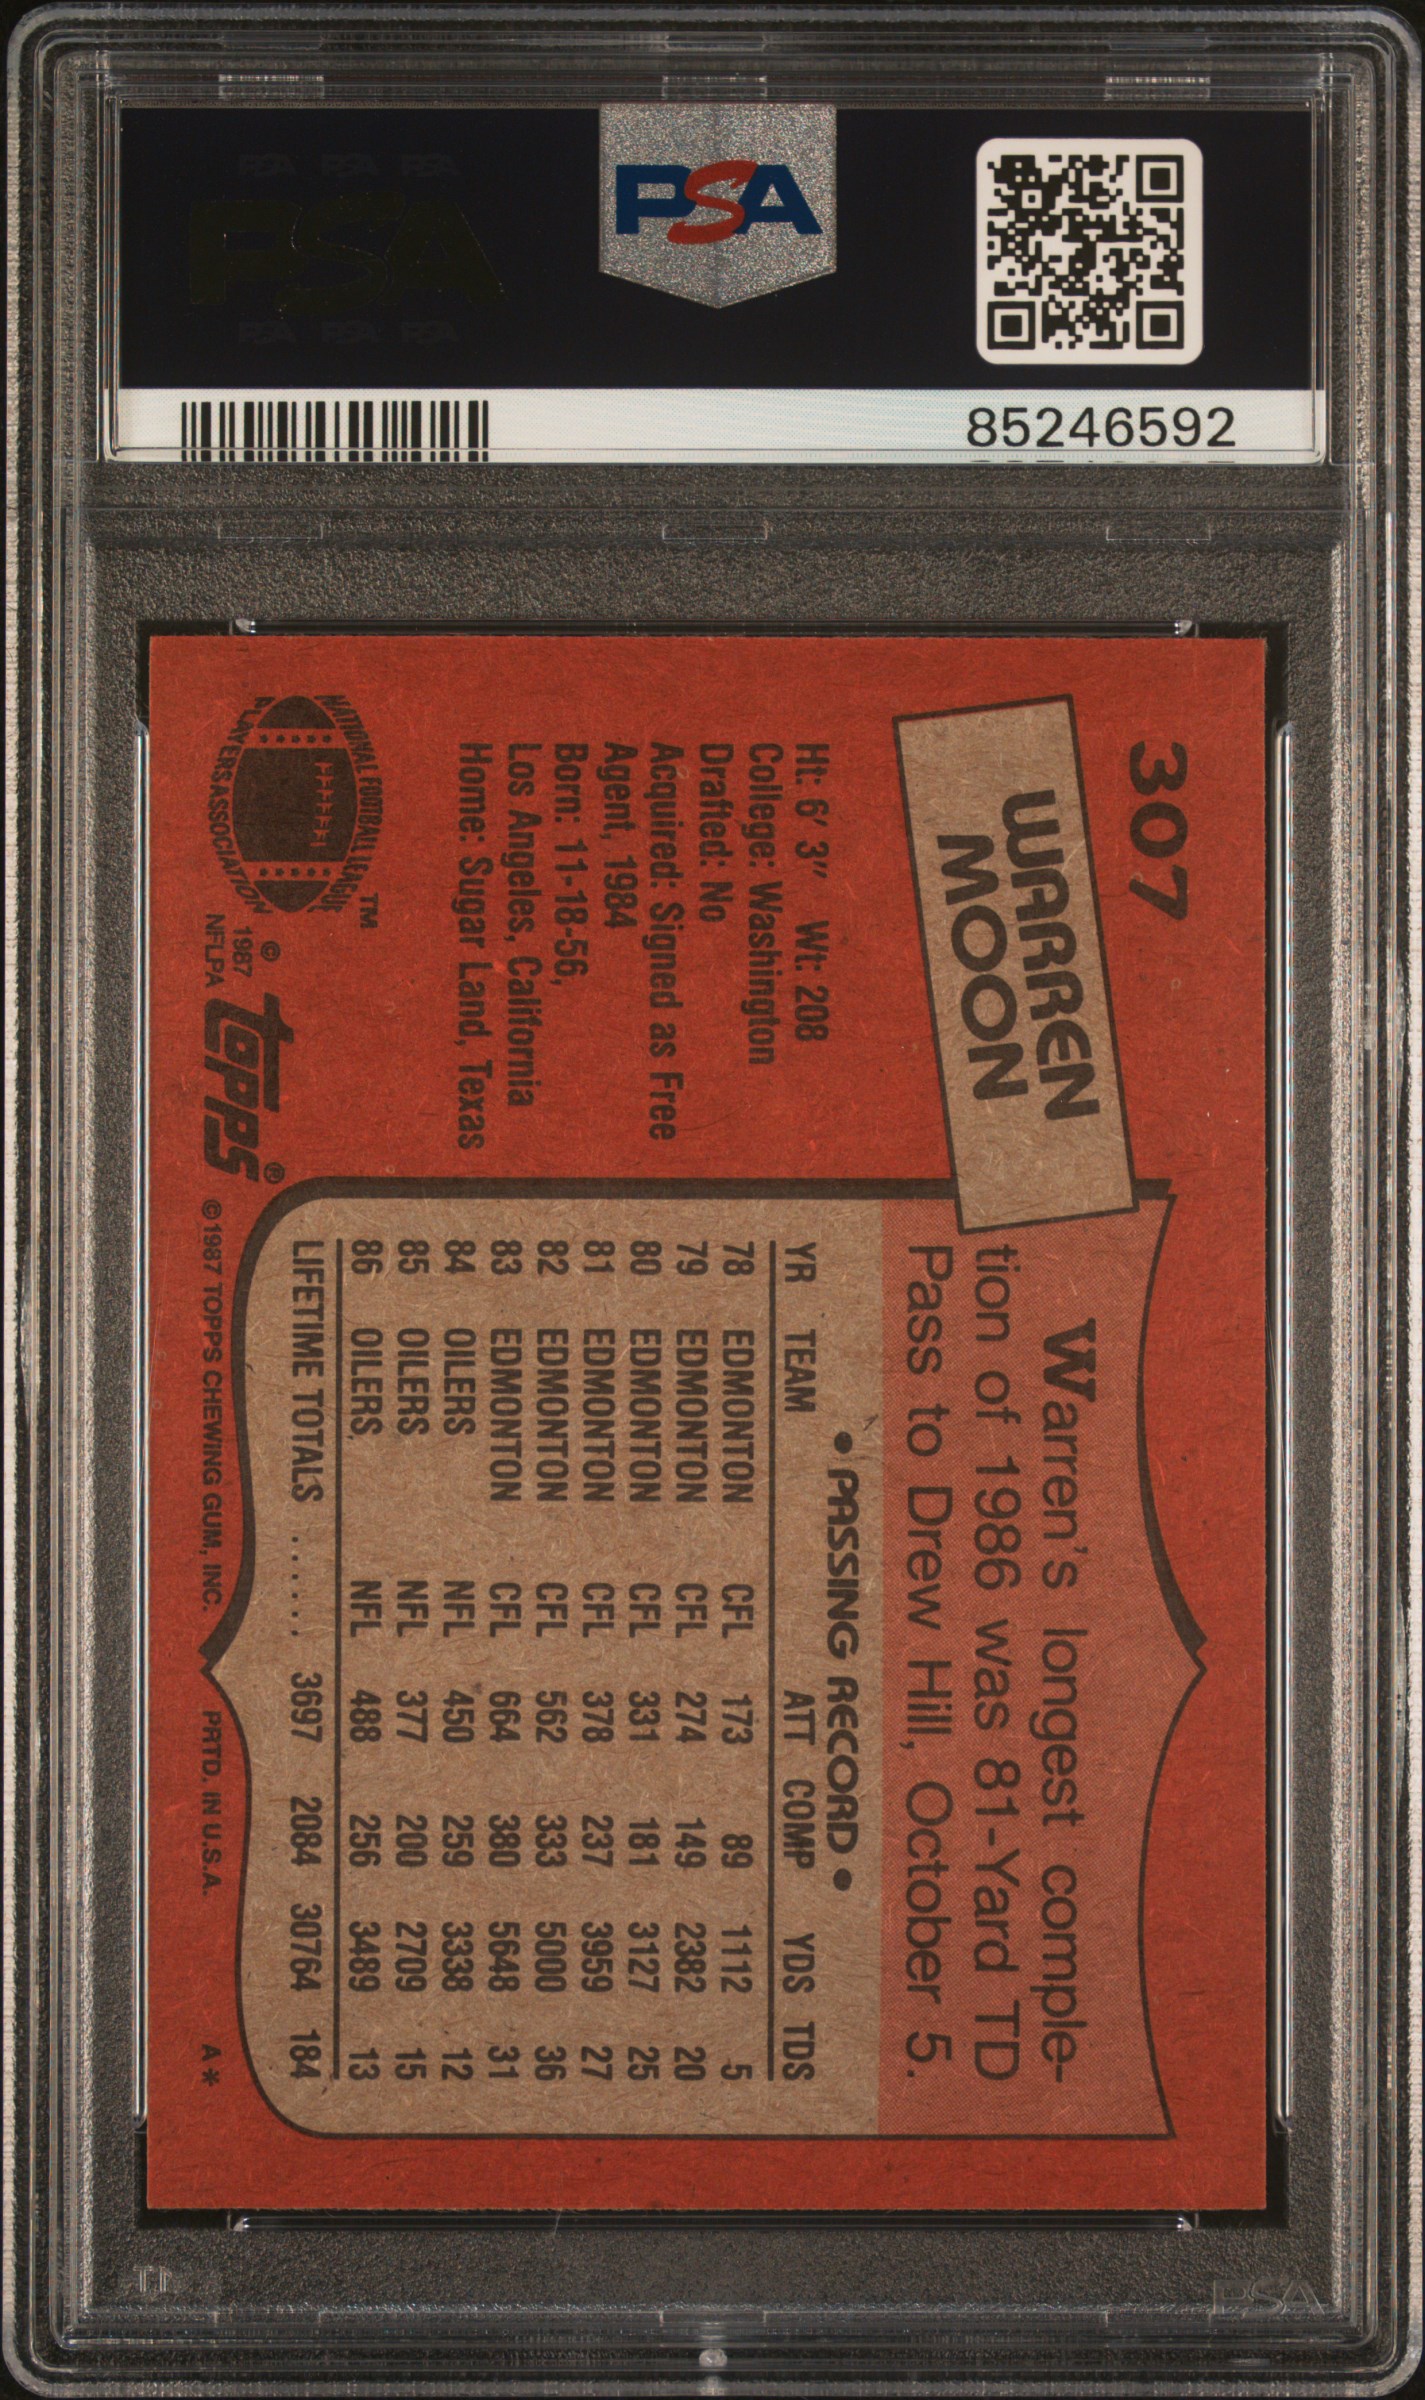 PSA PSA PSA
PSA
PSA PSA PSA
PSA
85246592
307
WARREN
MOON
Ht: 6' 3" Wt: 208
College: Washington
Drafted: No
Acquired: Signed as Free
Agent, 1984
Born: 11-18-56,
Los Angeles, California
Home: Sugar Land, Texas
NATIONAL FOOTBALL LEAGUE
PLAYERS ASSOCIATION
TM
© 1987
NFLPA
topps®
Warren's longest comple-
tion of 1986 was 81-Yard TD
Pass to Drew Hill, October 5.
• PASSING RECORD •
YR TEAM ATT COMP YDS TDS
78 EDMONTON CFL 173 89 1112 5
79 EDMONTON CFL 274 149 2382 20
80 EDMONTON CFL 331 181 3127 25
81 EDMONTON CFL 378 237 3959 27
82 EDMONTON CFL 562 333 5000 36
83 EDMONTON CFL 664 380 5648 31
84 OILERS NFL 450 259 3338 12
85 OILERS NFL 377 200 2709 15
86 OILERS NFL 488 256 3489 13
LIFETIME TOTALS ...... 3697 2084 30764 184
© 1987 TOPPS CHEWING GUM, INC. PRTD. IN U.S.A. A*
PSA